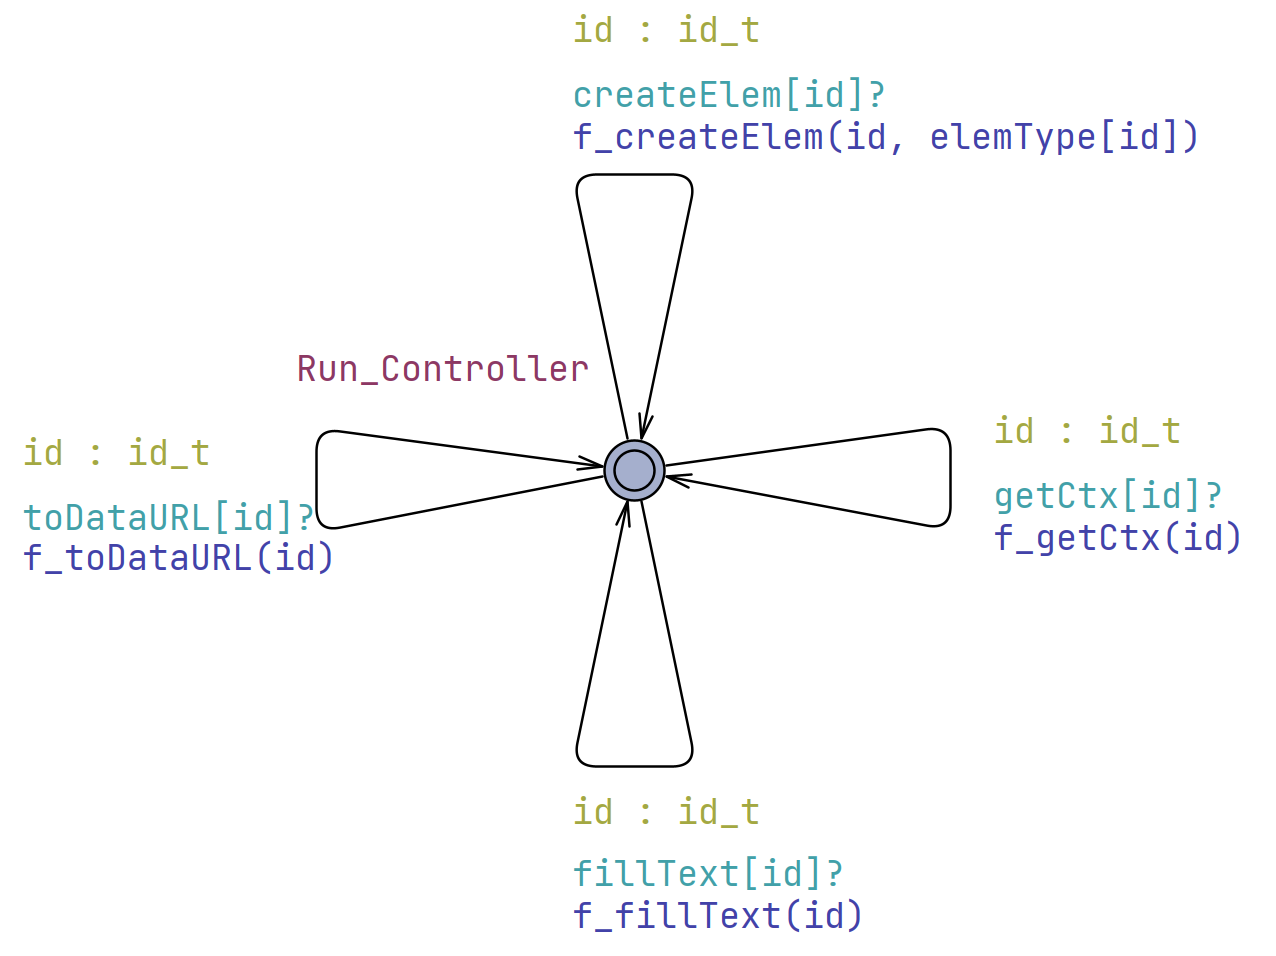 id : id_t
createElem[id]?
f_createElem(id, elemType[id])
Run_Controller
id : id_t
toDataURL[id]?
f_toDataURL(id)
id : id_t
getCtx[id]?
f_getCtx(id)
id : id_t
fillText[id]?
f_fillText(id)